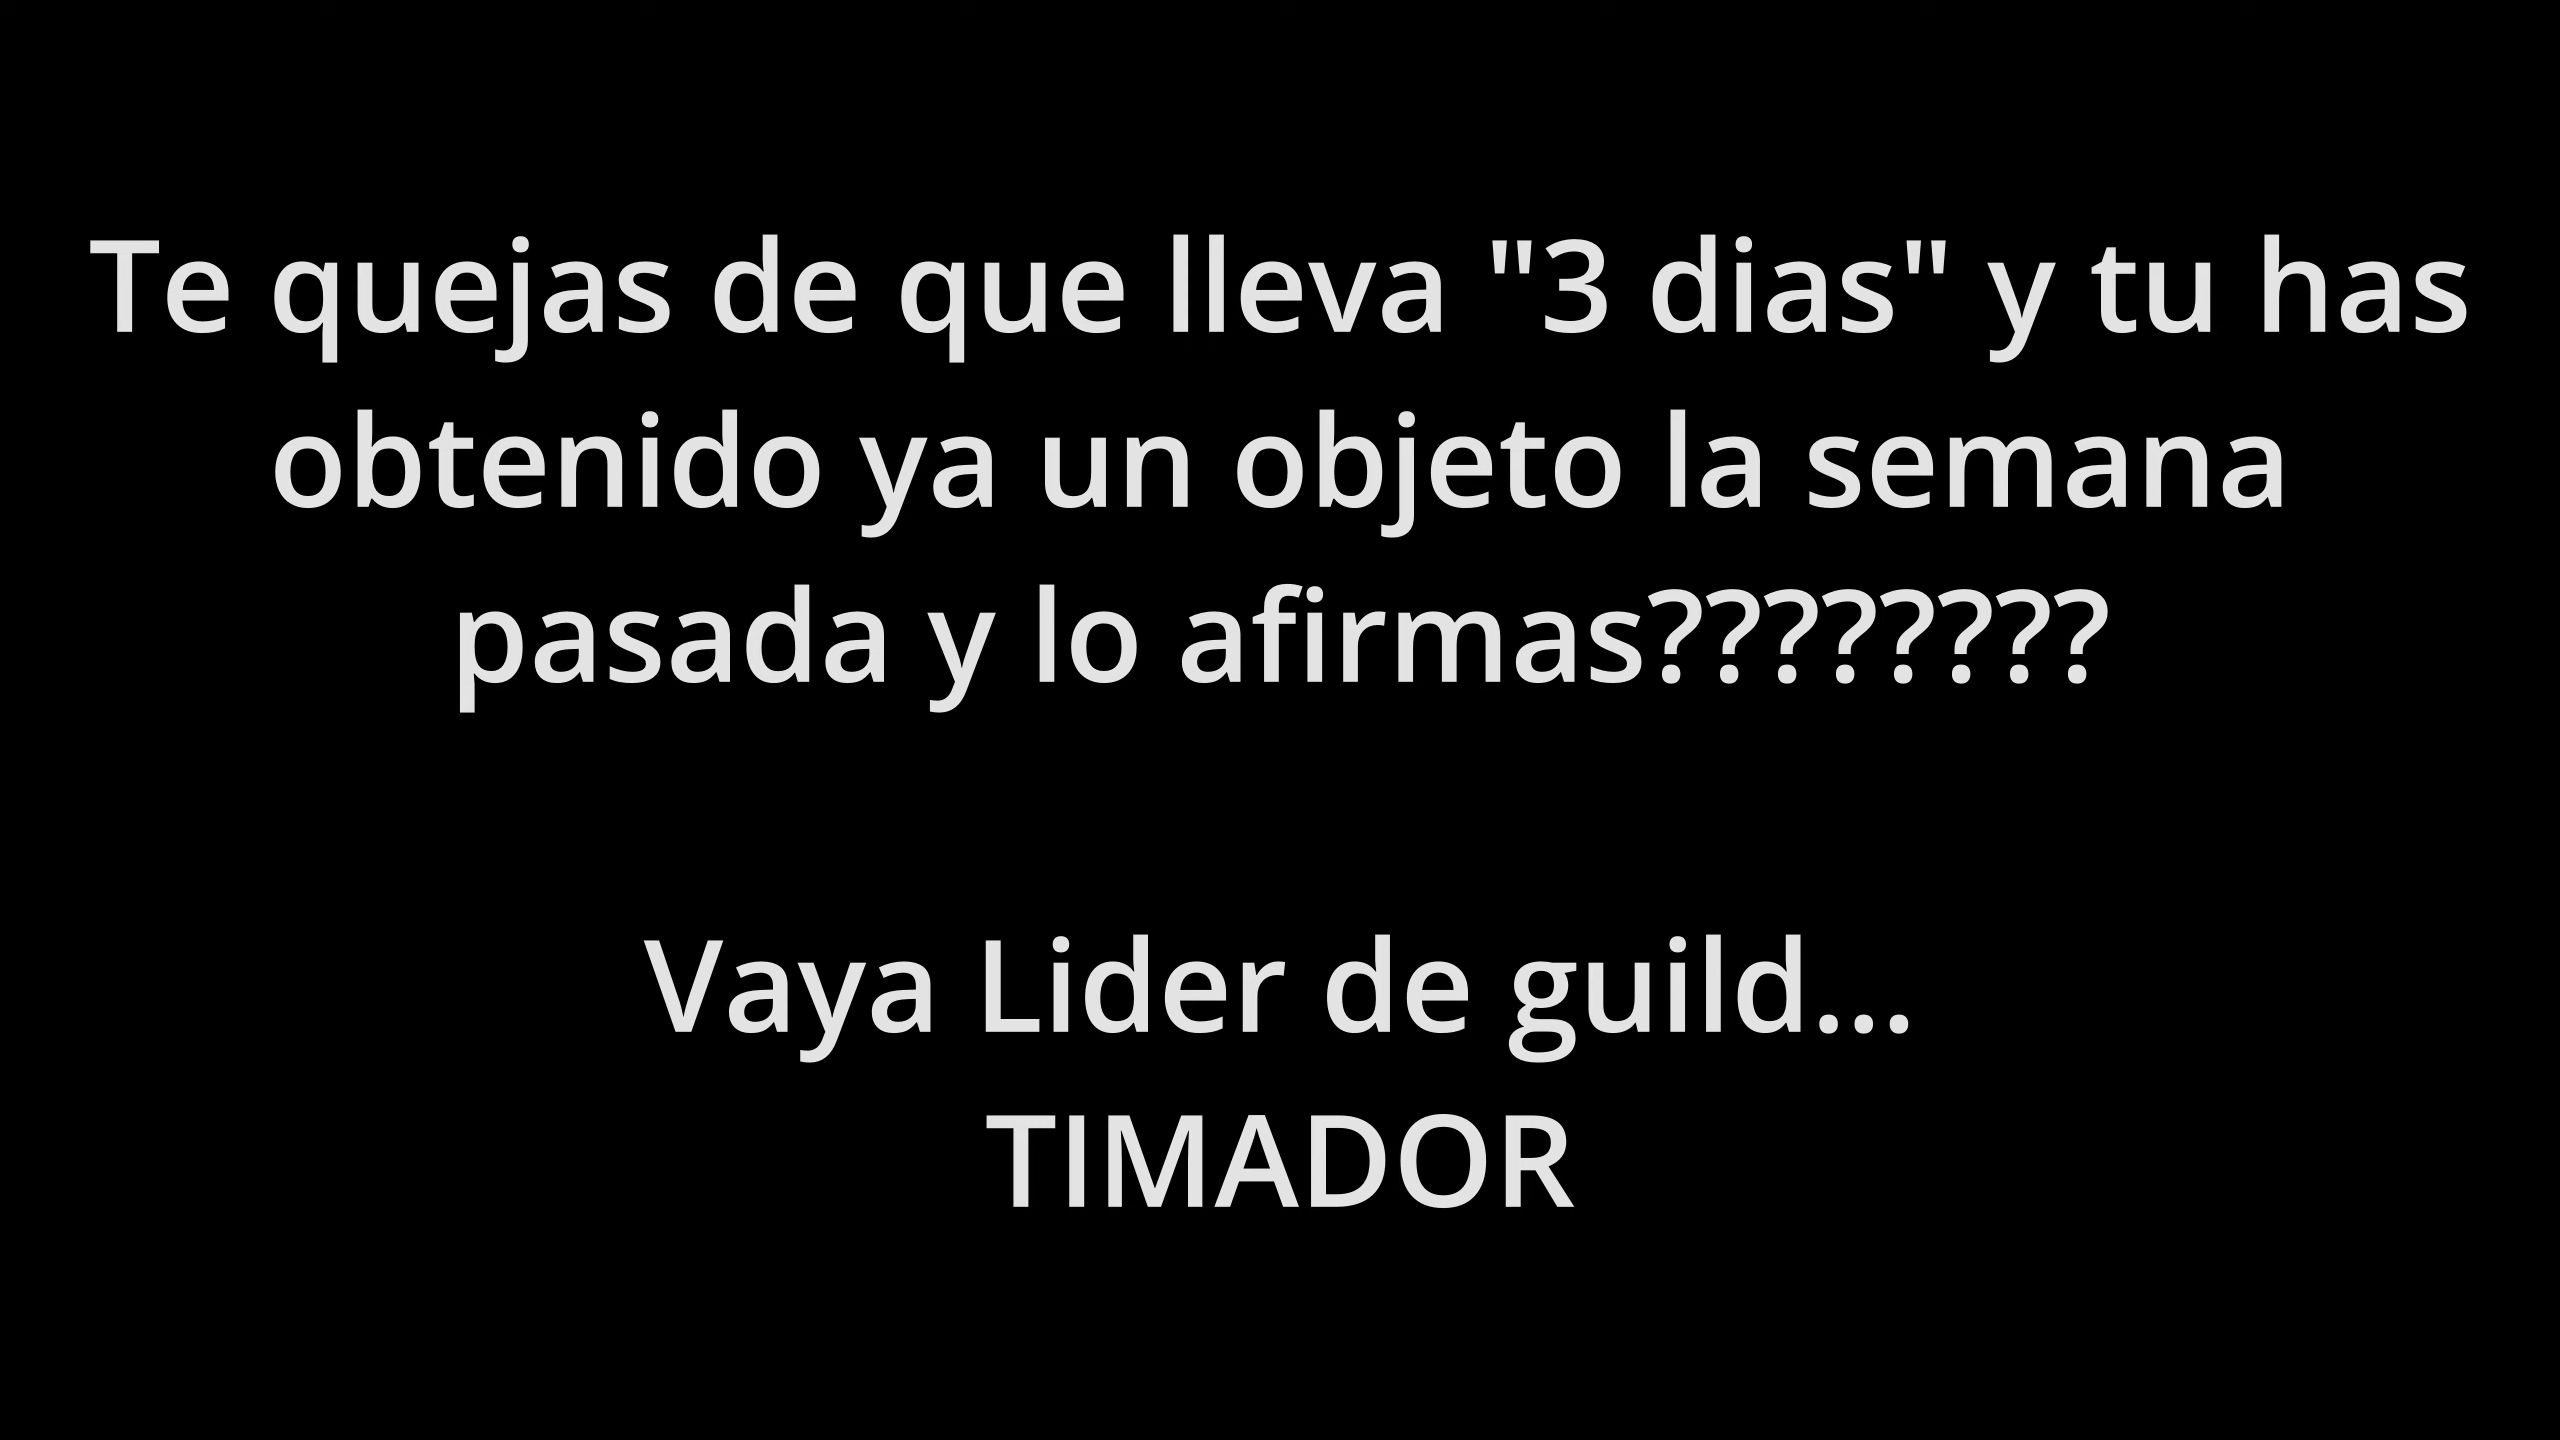 Te quejas de que lleva "3 dias" y tu has
obtenido ya un objeto la semana
pasada y lo afirmas????????
Vaya Lider de guild...
TIMADOR